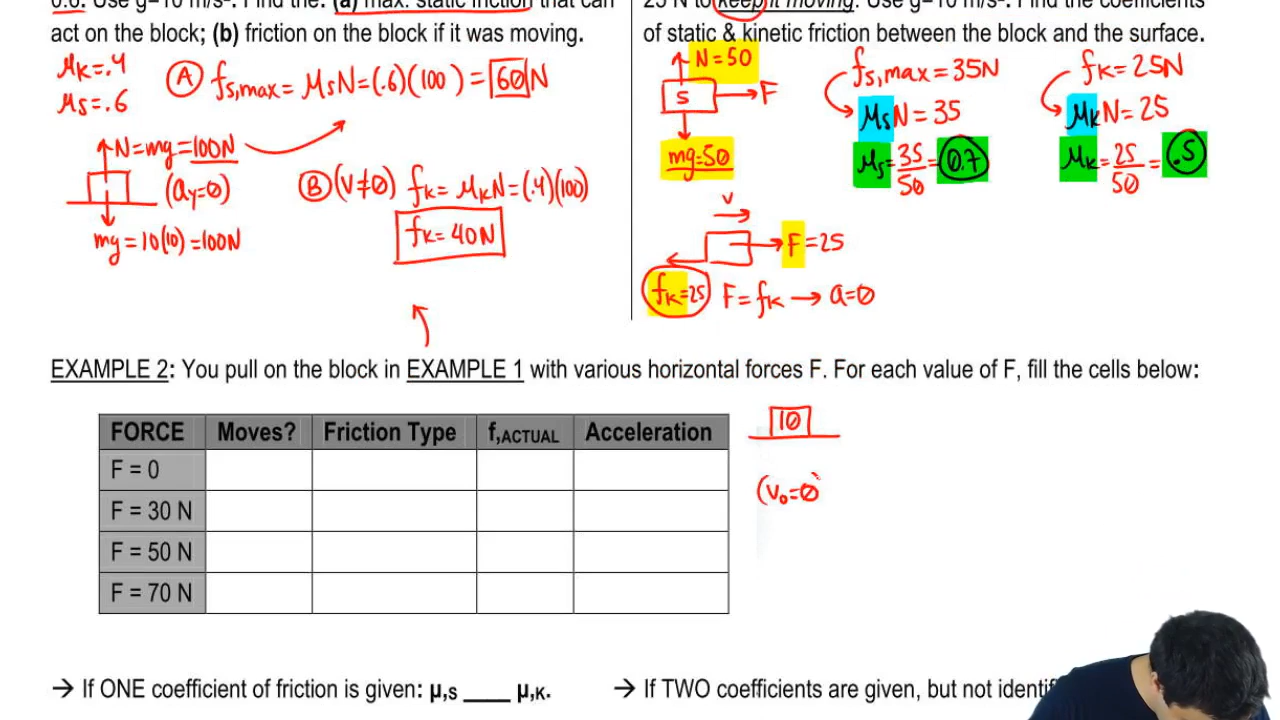 0.6. Use g=10 m/s². Find the: (a) max. static friction that can
act on the block; (b) friction on the block if it was moving.
μK=.4
μS=.6
Ⓐ fs,max = μsN=(.6)(100) = 60 N
N=mg=100N
(ay=0)
mg=10(10)=100N
Ⓑ (V≠0) fK= μKN=(.4)(100)
fK= 40N
25 N to keep it moving. Use g=10 m/s². Find the coefficients
of static & kinetic friction between the block and the surface.
N=50
5
F
mg=50
fs,max=35N
μsN=35
μs=35/50=0.7
fK=25N
μKN=25
μK=25/50=.5
v
F=25
fK=25
F=fK → a=0
EXAMPLE 2: You pull on the block in EXAMPLE 1 with various horizontal forces F. For each value of F, fill the cells below:
FORCE Moves? Friction Type f,ACTUAL Acceleration
F = 0
F = 30 N
F = 50 N
F = 70 N
10
(v₀=0)
→ If ONE coefficient of friction is given: μ,S ____ μ,K.
→ If TWO coefficients are given, but not